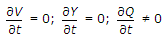 ∂V/∂t = 0; ∂Y/∂t = 0; ∂Q/∂t ≠ 0